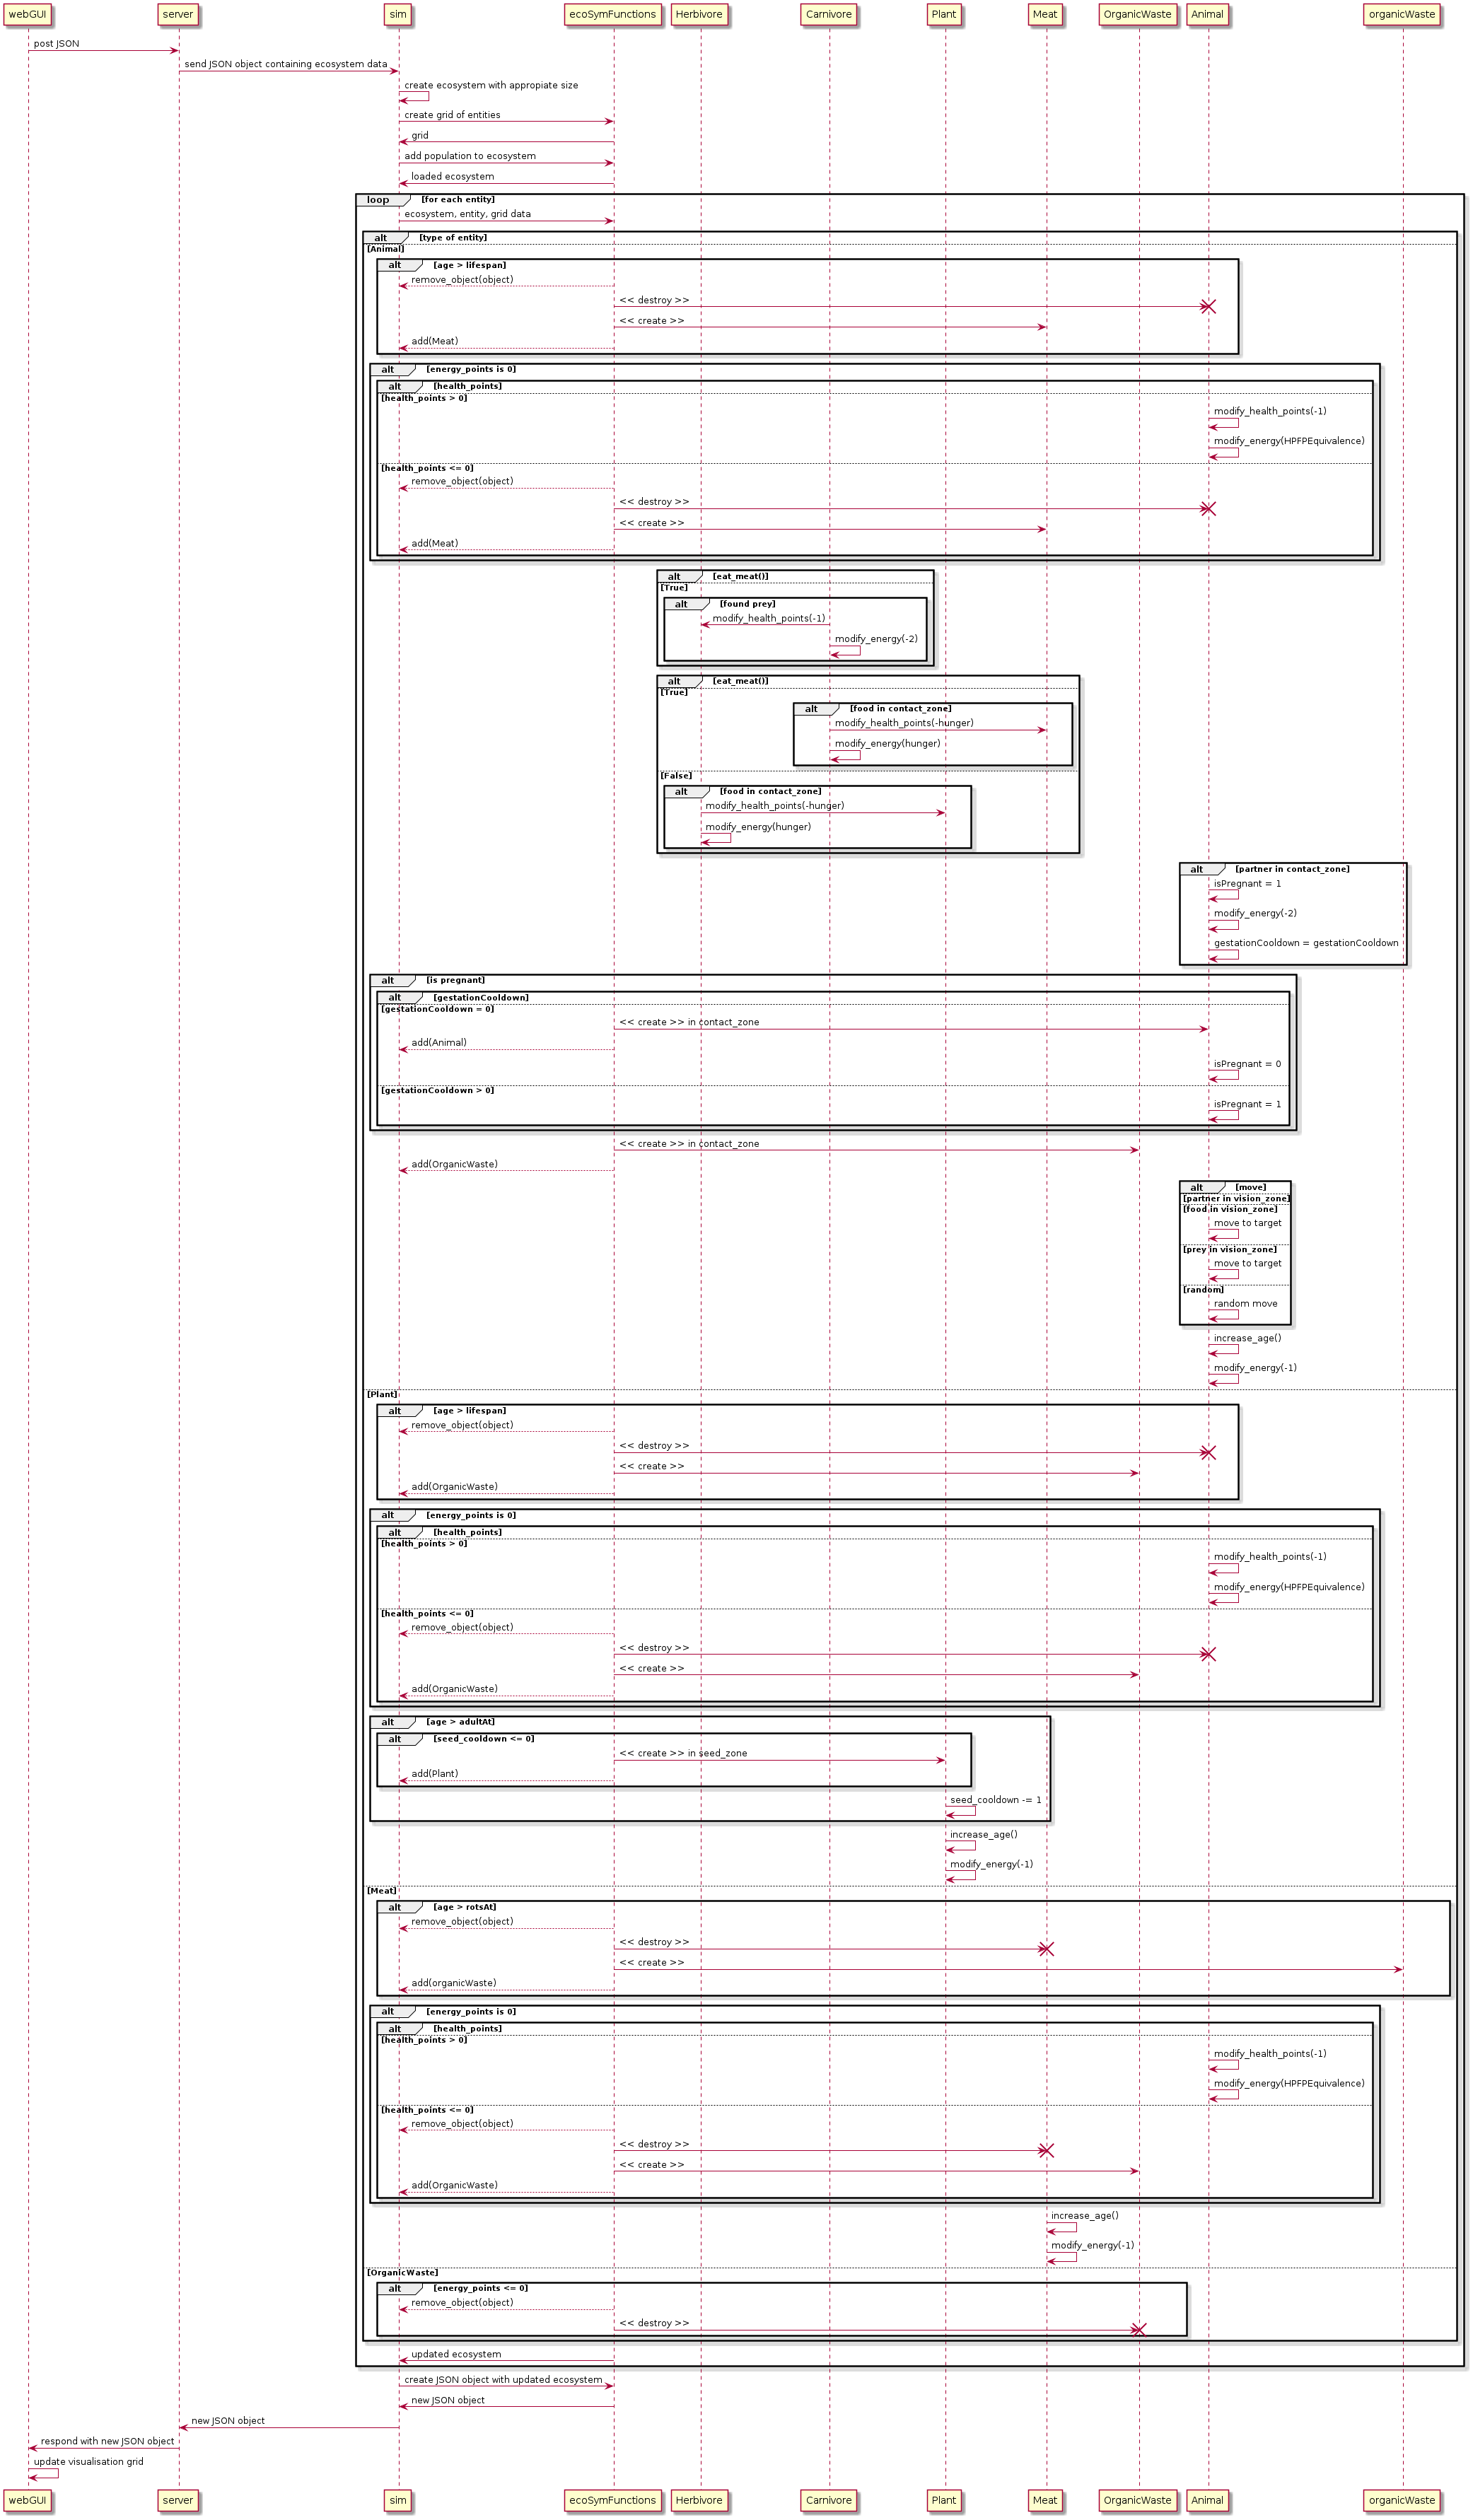 webGUI server sim ecoSymFunctions Herbivore Carnivore Plant Meat OrganicWaste Animal organicWaste
post JSON
send JSON object containing ecosystem data
create ecosystem with appropiate size
create grid of entities
grid
add population to ecosystem
loaded ecosystem
loop [for each entity]
ecosystem, entity, grid data
alt [type of entity]
[Animal]
alt [age > lifespan]
remove_object(object)
<< destroy >>
<< create >>
add(Meat)
alt [energy_points is 0]
alt [health_points]
[health_points > 0]
modify_health_points(-1)
modify_energy(HPFPEquivalence)
[health_points <= 0]
remove_object(object)
<< destroy >>
<< create >>
add(Meat)
alt [eat_meat()]
[True]
alt [found prey]
modify_health_points(-1)
modify_energy(-2)
alt [eat_meat()]
[True]
alt [food in contact_zone]
modify_health_points(-hunger)
modify_energy(hunger)
[False]
alt [food in contact_zone]
modify_health_points(-hunger)
modify_energy(hunger)
alt [partner in contact_zone]
isPregnant = 1
modify_energy(-2)
gestationCooldown = gestationCooldown
alt [is pregnant]
alt [gestationCooldown]
[gestationCooldown = 0]
<< create >> in contact_zone
add(Animal)
isPregnant = 0
[gestationCooldown > 0]
isPregnant = 1
<< create >> in contact_zone
add(OrganicWaste)
alt [move]
[partner in vision_zone]
[food in vision_zone]
move to target
[prey in vision_zone]
move to target
[random]
random move
increase_age()
modify_energy(-1)
[Plant]
alt [age > lifespan]
remove_object(object)
<< destroy >>
<< create >>
add(OrganicWaste)
alt [energy_points is 0]
alt [health_points]
[health_points > 0]
modify_health_points(-1)
modify_energy(HPFPEquivalence)
[health_points <= 0]
remove_object(object)
<< destroy >>
<< create >>
add(OrganicWaste)
alt [age > adultAt]
alt [seed_cooldown <= 0]
<< create >> in seed_zone
add(Plant)
seed_cooldown -= 1
increase_age()
modify_energy(-1)
[Meat]
alt [age > rotsAt]
remove_object(object)
<< destroy >>
<< create >>
add(organicWaste)
alt [energy_points is 0]
alt [health_points]
[health_points > 0]
modify_health_points(-1)
modify_energy(HPFPEquivalence)
[health_points <= 0]
remove_object(object)
<< destroy >>
<< create >>
add(OrganicWaste)
increase_age()
modify_energy(-1)
[OrganicWaste]
alt [energy_points <= 0]
remove_object(object)
<< destroy >>
updated ecosystem
create JSON object with updated ecosystem
new JSON object
new JSON object
respond with new JSON object
update visualisation grid
webGUI server sim ecoSymFunctions Herbivore Carnivore Plant Meat OrganicWaste Animal organicWaste